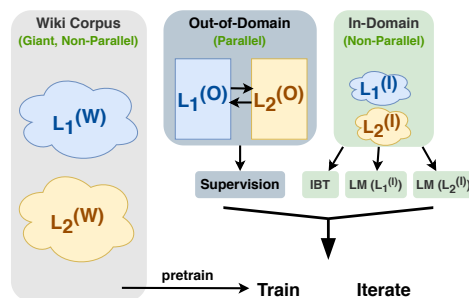 Wiki Corpus
(Giant, Non-Parallel)
L₁(W)
L₂(W)
Out-of-Domain
(Parallel)
L₁(O)
L₂(O)
In-Domain
(Non-Parallel)
L₁(I)
L₂(I)
Supervision
IBT
LM (L₁(I))
LM (L₂(I))
pretrain
Train
Iterate